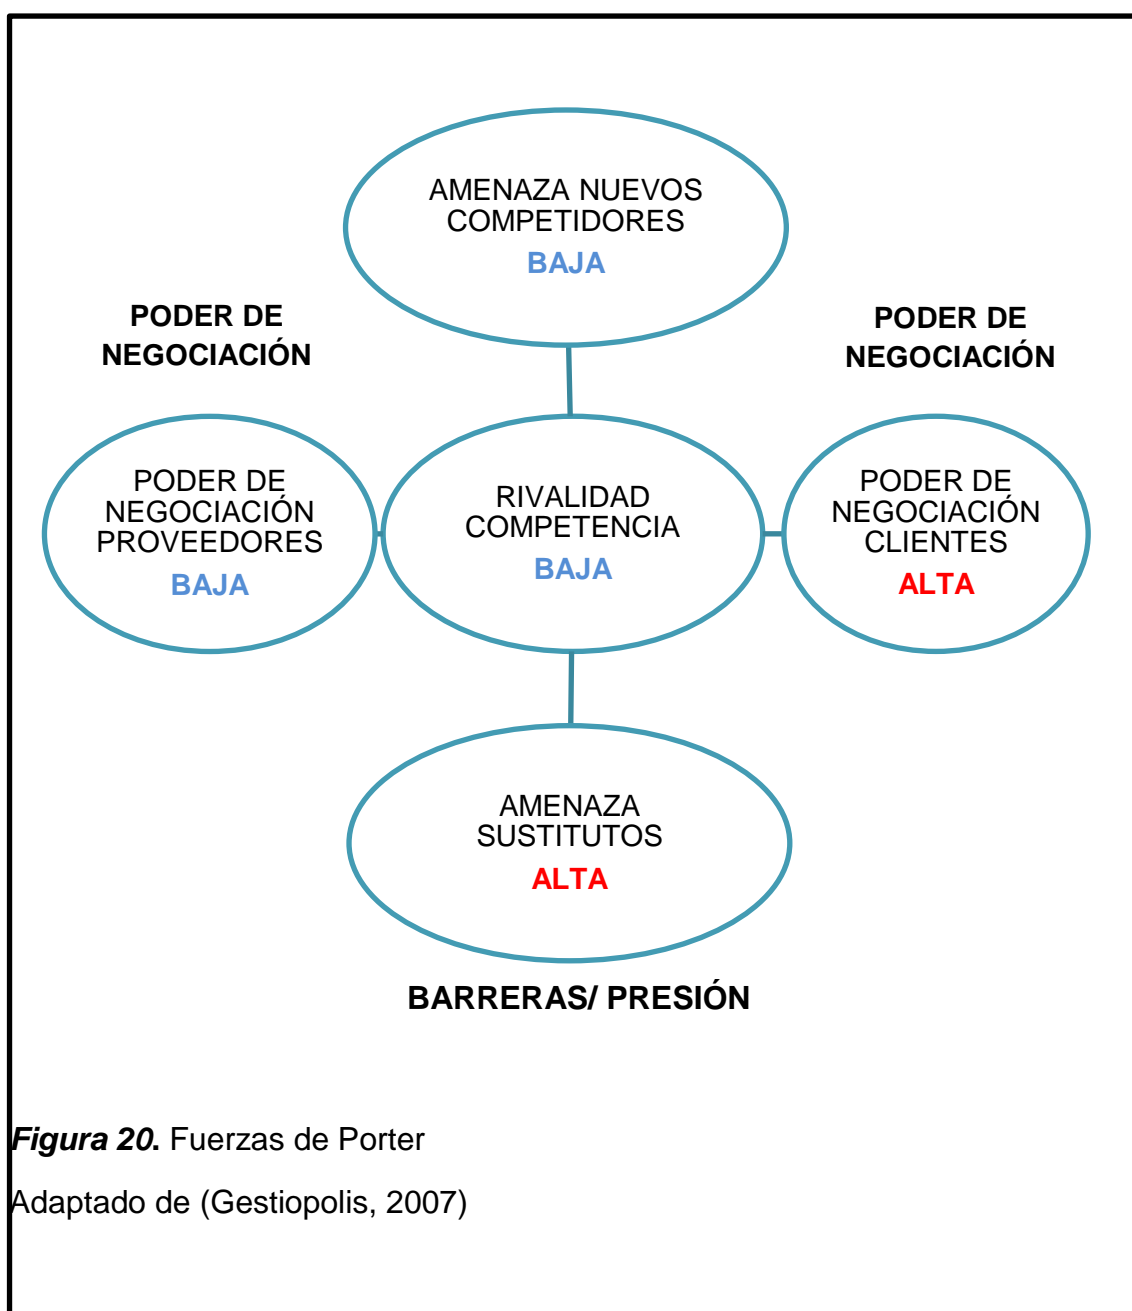 AMENAZA NUEVOS
COMPETIDORES
BAJA
PODER DE
NEGOCIACIÓN
PODER DE
NEGOCIACIÓN
PODER DE
NEGOCIACIÓN
PROVEEDORES
BAJA
RIVALIDAD
COMPETENCIA
BAJA
PODER DE
NEGOCIACIÓN
CLIENTES
ALTA
AMENAZA
SUSTITUTOS
ALTA
BARRERAS/ PRESIÓN
Figura 20. Fuerzas de Porter
Adaptado de (Gestiopolis, 2007)